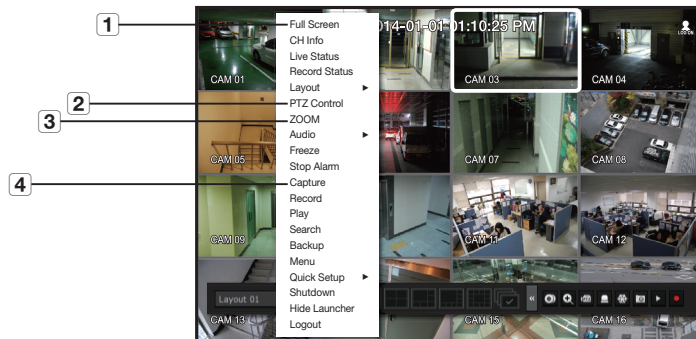 1
2
3
4
Full Screen
CH Info
Live Status
Record Status
Layout
PTZ Control
ZOOM
Audio
Freeze
Stop Alarm
Capture
Record
Play
Search
Backup
Menu
Quick Setup
Shutdown
Hide Launcher
Logout
014-01-01 01:10:25 PM
LOG ON
CAM 01
CAM 03
CAM 04
CAM 05
CAM 07
CAM 08
CAM 09
CAM 11
CAM 12
Layout 01
CAM 13
CAM 15
CAM 16